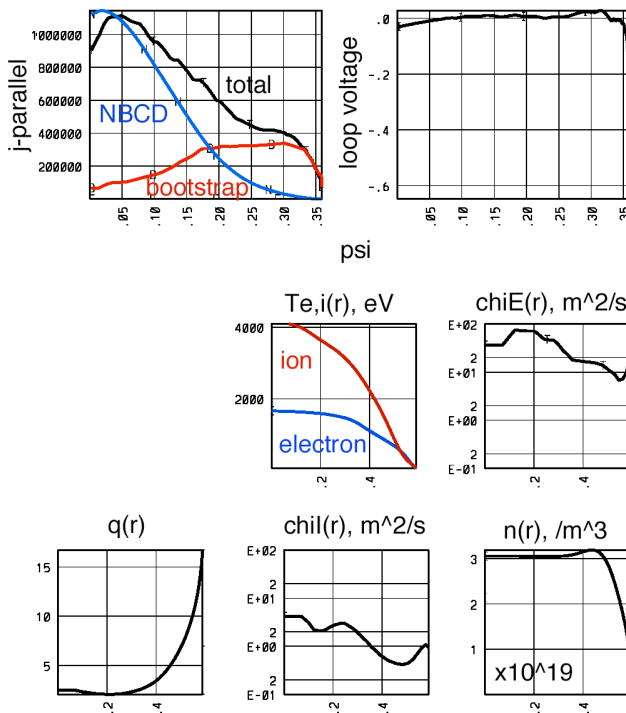 1000000
800000
600000
400000
200000
j-parallel
total
NBCD
bootstrap
.05 .10 .15 .20 .25 .30 .35
loop voltage
.0
-.2
-.4
-.6
.05 .10 .15 .20 .25 .30 .35
psi
Te,i(r), eV
4000
2000
ion
electron
.2 .4
chiE(r), m^2/s
E+02
2
E+01
2
E+00
2
E-01
.2 .4
q(r)
15
10
5
.2 .4
chiI(r), m^2/s
E+02
2
E+01
2
E+00
2
E-01
.2 .4
n(r), /m^3
3
2
1
x10^19
.2 .4